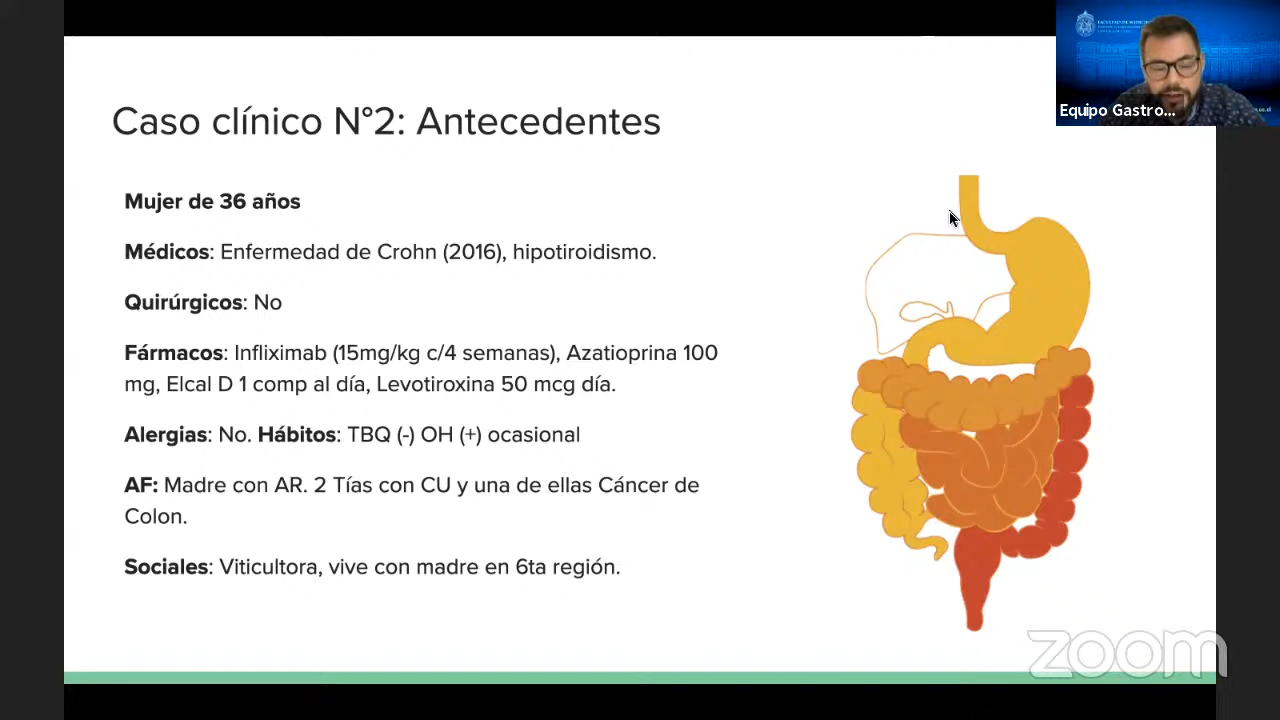 Caso clínico N°2: Antecedentes
Mujer de 36 años
Médicos: Enfermedad de Crohn (2016), hipotiroidismo.
Quirúrgicos: No
Fármacos: Infliximab (15mg/kg c/4 semanas), Azatioprina 100
mg, Elcal D 1 comp al día, Levotiroxina 50 mcg día.
Alergias: No. Hábitos: TBQ (-) OH (+) ocasional
AF: Madre con AR. 2 Tías con CU y una de ellas Cáncer de
Colon.
Sociales: Viticultora, vive con madre en 6ta región.
Equipo Gastro...
zoom